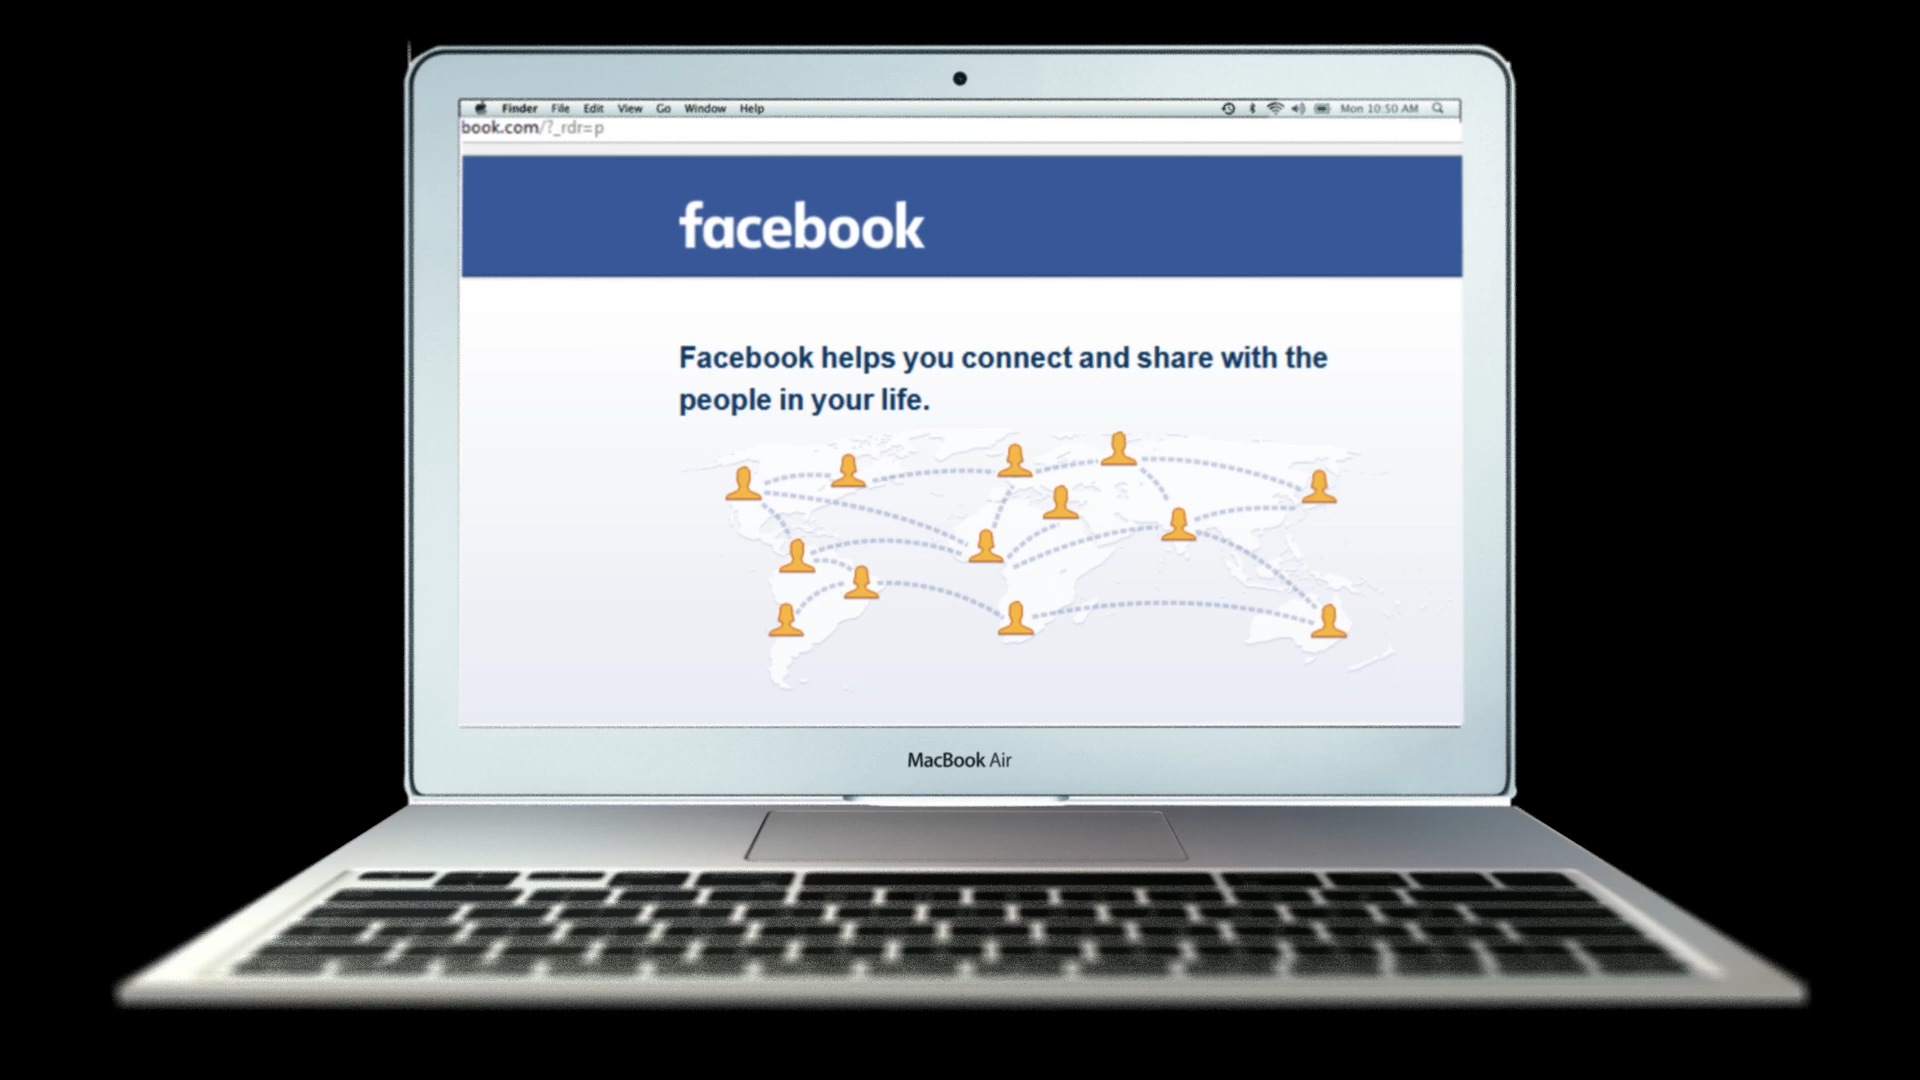 Finder File Edit View Go Window Help Mon 10:50 AM
book.com/?_rdr=p
facebook
Facebook helps you connect and share with the
people in your life.
MacBook Air